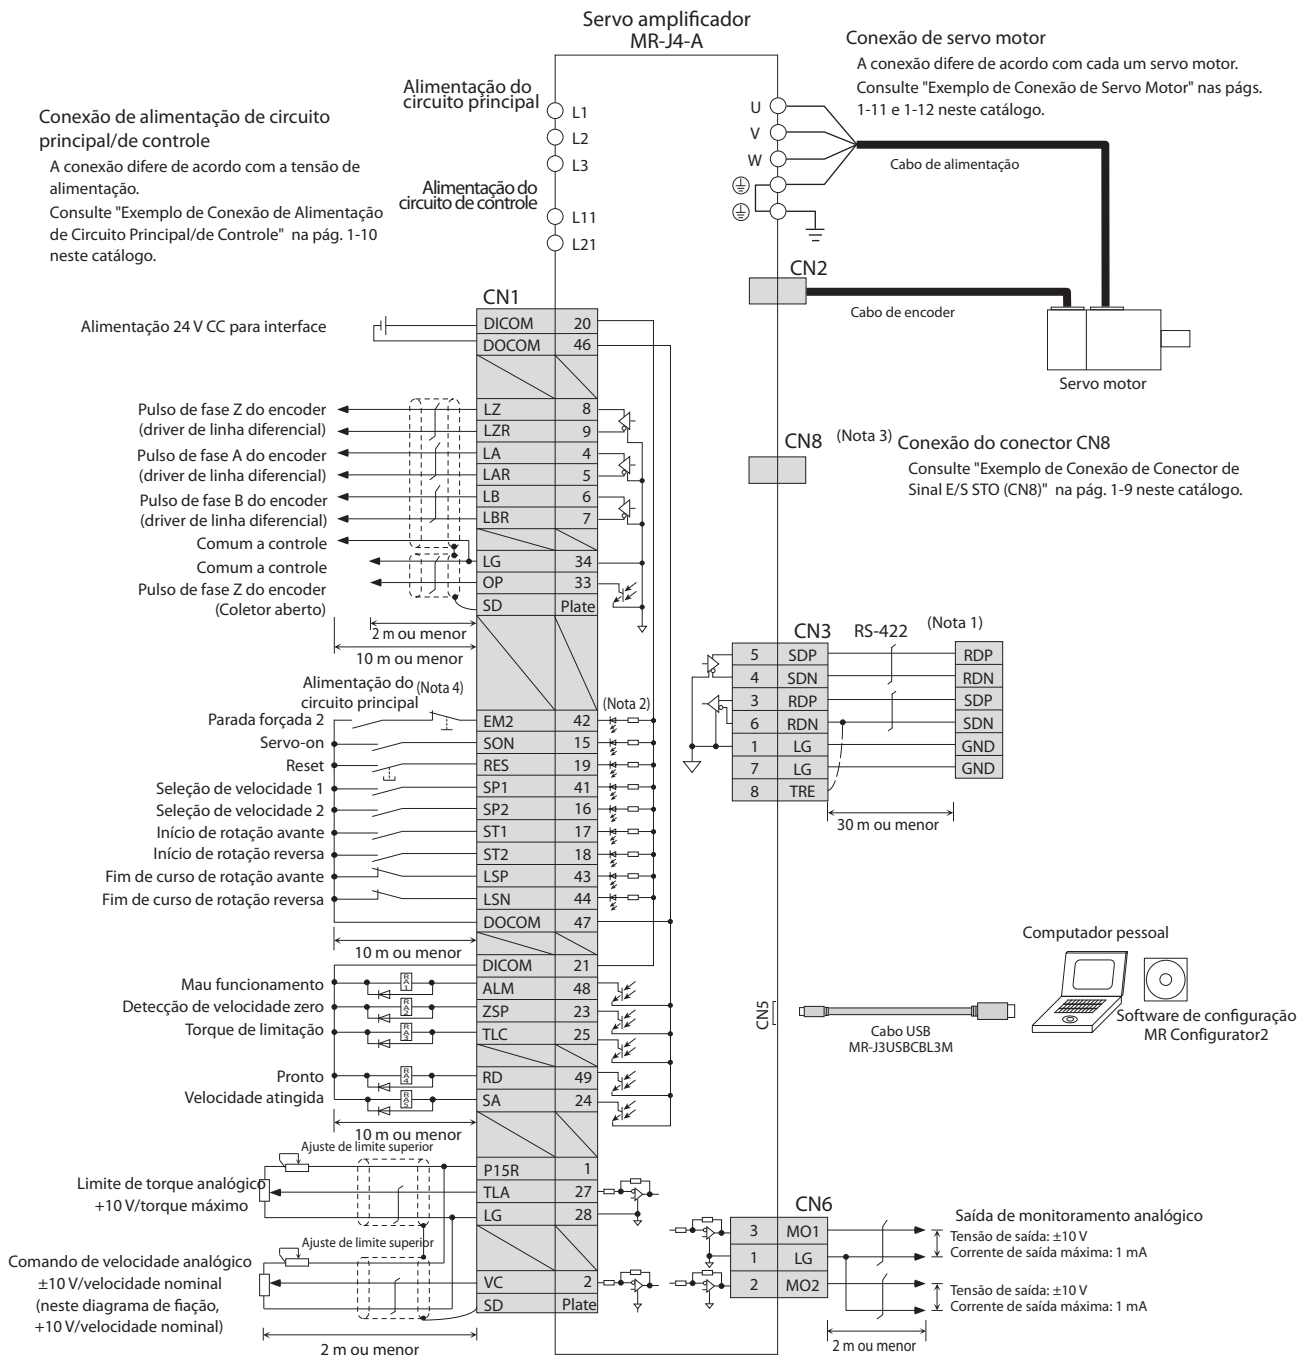 Servo amplificador
MR-J4-A
Conexão de servo motor
A conexão difere de acordo com cada um servo motor.
Consulte "Exemplo de Conexão de Servo Motor" nas págs.
1-11 e 1-12 neste catálogo.
Conexão de alimentação de circuito
principal/de controle
A conexão difere de acordo com a tensão de
alimentação.
Consulte "Exemplo de Conexão de Alimentação
de Circuito Principal/de Controle" na pág. 1-10
neste catálogo.
Alimentação do
circuito principal
L1
L2
L3
Alimentação do
circuito de controle
L11
L21
U
V
W
Cabo de alimentação
CN2
Cabo de encoder
Servo motor
CN8 (Nota 3)
Conexão do conector CN8
Consulte "Exemplo de Conexão de Conector de
Sinal E/S STO (CN8)" na pág. 1-9 neste catálogo.
CN1
Alimentação 24 V CC para interface
DICOM 20
DOCOM 46
Pulso de fase Z do encoder
(driver de linha diferencial)
LZ 8
LZR 9
Pulso de fase A do encoder
(driver de linha diferencial)
LA 4
LAR 5
Pulso de fase B do encoder
(driver de linha diferencial)
LB 6
LBR 7
Comum a controle
Comum a controle
LG 34
Pulso de fase Z do encoder
(Coletor aberto)
OP 33
SD Plate
2 m ou menor
10 m ou menor
Alimentação do
circuito principal
(Nota 4)
(Nota 2)
Parada forçada 2 EM2 42
Servo-on SON 15
Reset RES 19
Seleção de velocidade 1 SP1 41
Seleção de velocidade 2 SP2 16
Início de rotação avante ST1 17
Início de rotação reversa ST2 18
Fim de curso de rotação avante LSP 43
Fim de curso de rotação reversa LSN 44
DOCOM 47
10 m ou menor
DICOM 21
Mau funcionamento RA1 ALM 48
Detecção de velocidade zero RA2 ZSP 23
Torque de limitação RA3 TLC 25
Pronto RA4 RD 49
Velocidade atingida RA5 SA 24
10 m ou menor
Ajuste de limite superior
P15R 1
Limite de torque analógico
+10 V/torque máximo
TLA 27
LG 28
Ajuste de limite superior
Comando de velocidade analógico
±10 V/velocidade nominal
(neste diagrama de fiação,
+10 V/velocidade nominal)
VC 2
SD Plate
2 m ou menor
CN3 RS-422 (Nota 1)
5 SDP RDP
4 SDN RDN
3 RDP SDP
6 RDN SDN
1 LG GND
7 LG GND
8 TRE
30 m ou menor
Computador pessoal
CN5
Cabo USB
MR-J3USBCBL3M
Software de configuração
MR Configurator2
CN6
3 MO1
1 LG
2 MO2
Saída de monitoramento analógico
Tensão de saída: ±10 V
Corrente de saída máxima: 1 mA
Tensão de saída: ±10 V
Corrente de saída máxima: 1 mA
2 m ou menor